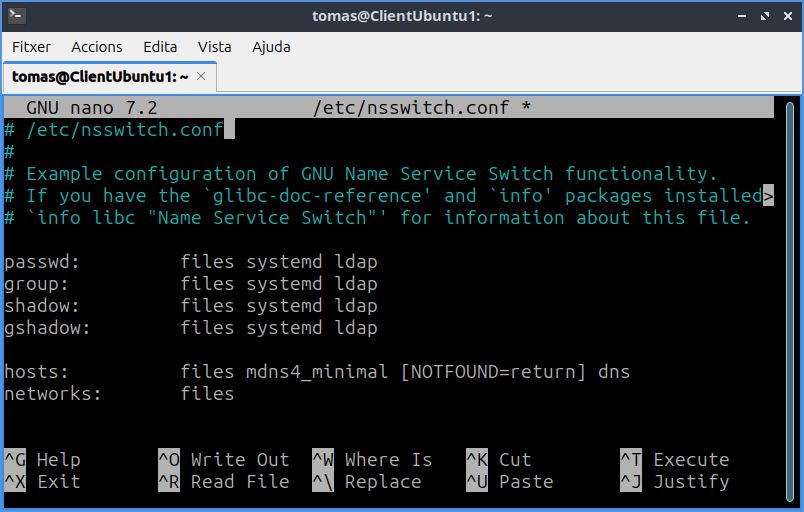 tomas@ClientUbuntu1: ~
Fitxer Accions Edita Vista Ajuda
tomas@ClientUbuntu1: ~ ×
GNU nano 7.2 /etc/nsswitch.conf *
# /etc/nsswitch.conf
#
# Example configuration of GNU Name Service Switch functionality.
# If you have the `glibc-doc-reference' and `info' packages installed>
# `info libc "Name Service Switch"' for information about this file.
passwd: files systemd ldap
group: files systemd ldap
shadow: files systemd ldap
gshadow: files systemd ldap
hosts: files mdns4_minimal [NOTFOUND=return] dns
networks: files
^G Help ^O Write Out ^W Where Is ^K Cut ^T Execute
^X Exit ^R Read File ^\ Replace ^U Paste ^J Justify